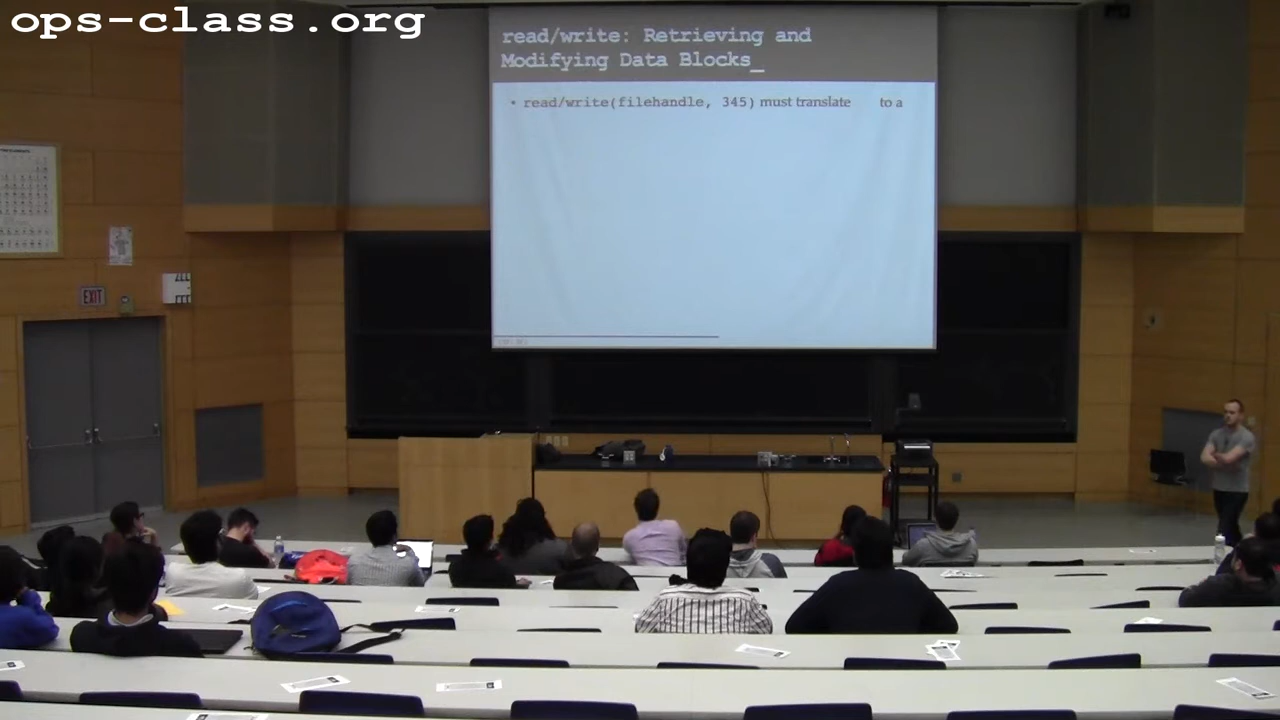 ops-class.org
read/write: Retrieving and
Modifying Data Blocks_
• read/write(filehandle, 345) must translate to a
EXIT